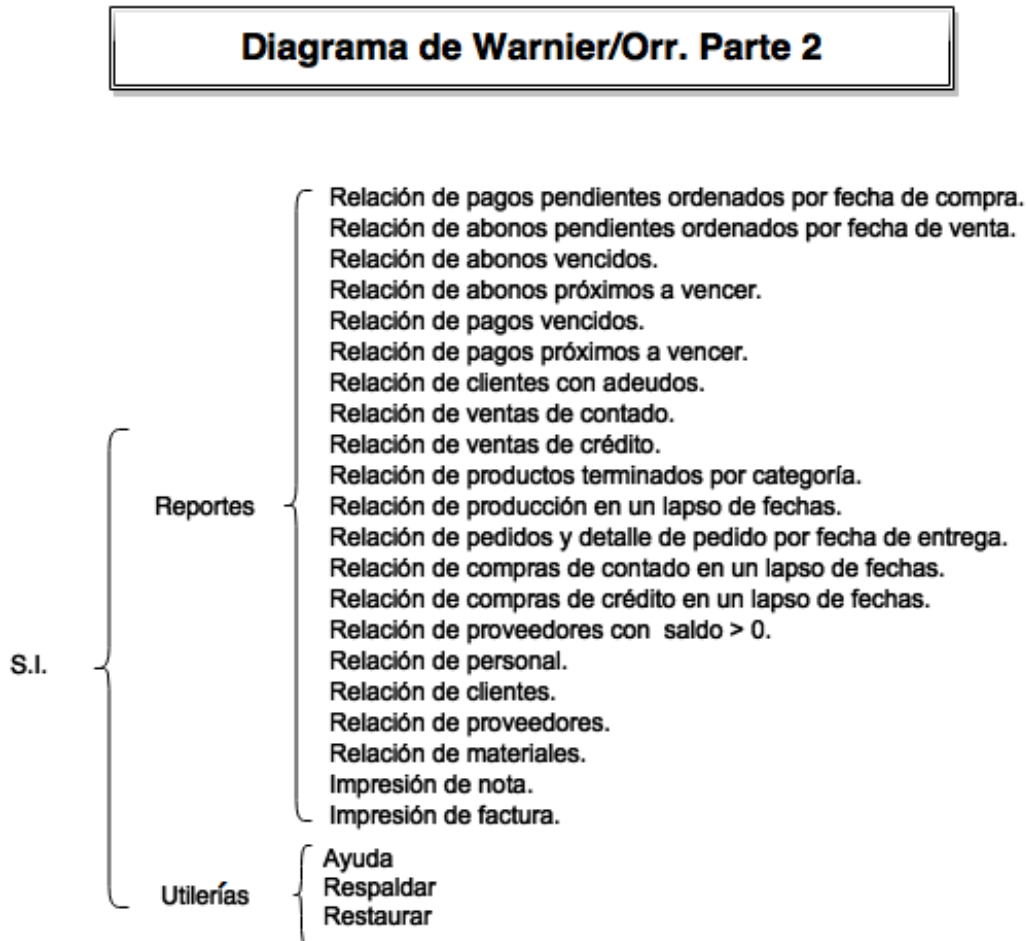 Diagrama de Warnier/Orr. Parte 2
Relación de pagos pendientes ordenados por fecha de compra.
Relación de abonos pendientes ordenados por fecha de venta.
Relación de abonos vencidos.
Relación de abonos próximos a vencer.
Relación de pagos vencidos.
Relación de pagos próximos a vencer.
Relación de clientes con adeudos.
Relación de ventas de contado.
Relación de ventas de crédito.
Relación de productos terminados por categoría.
Reportes
Relación de producción en un lapso de fechas.
Relación de pedidos y detalle de pedido por fecha de entrega.
Relación de compras de contado en un lapso de fechas.
Relación de compras de crédito en un lapso de fechas.
Relación de proveedores con saldo > 0.
S.I.
Relación de personal.
Relación de clientes.
Relación de proveedores.
Relación de materiales.
Impresión de nota.
Impresión de factura.
Utilerías
Ayuda
Respaldar
Restaurar